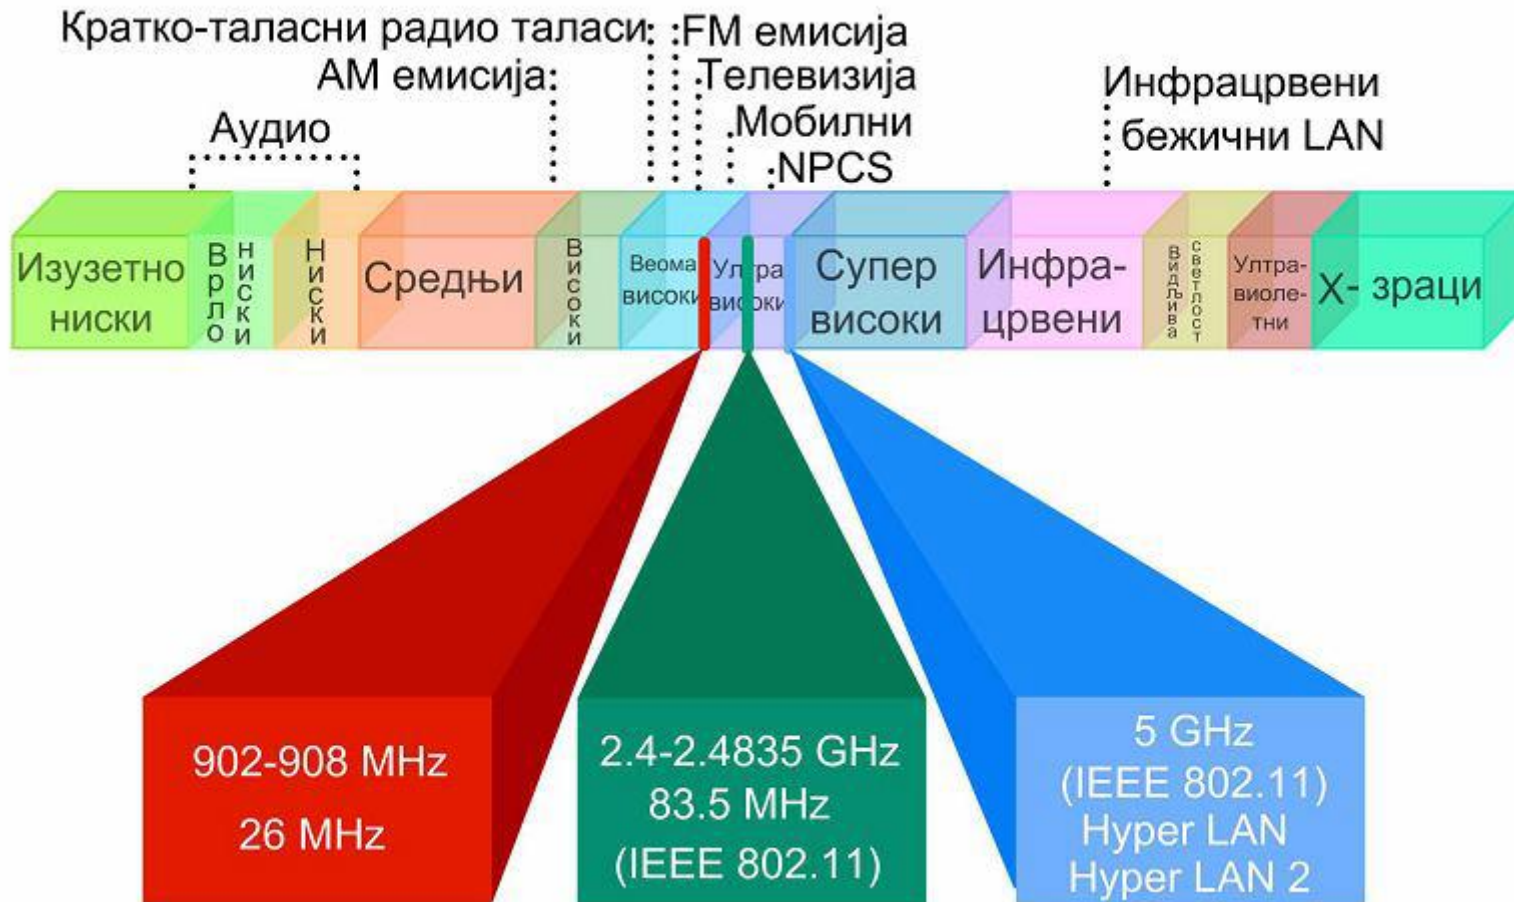 Кратко-таласни радио таласи
FM емисија
АМ емисија
Телевизија
Инфрацрвени
бежични LAN
Аудио
Мобилни
NPCS
Изузетно
ниски
Врло
ниски
Ниски
Средњи
Високи
Веома
високи
Ултра
високи
Супер
високи
Инфра-
црвени
Видљива
светлост
Ултра-
виоле-
тни
X- зраци
902-908 MHz
26 MHz
2.4-2.4835 GHz
83.5 MHz
(IEEE 802.11)
5 GHz
(IEEE 802.11)
Hyper LAN
Hyper LAN 2